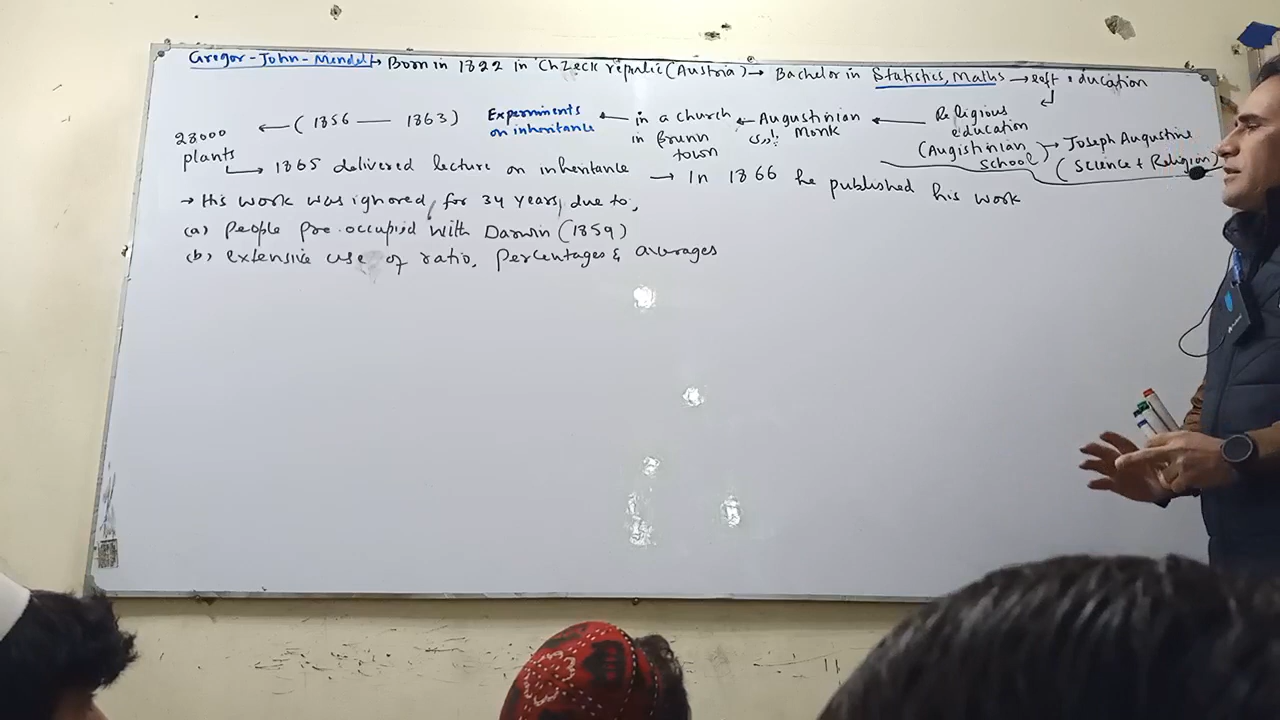 Gregor-John-Mendel → Born in 1822 in Chzeck repulic (Austria) → Bachelor in Statistics, Maths → left education
Religious education (Augistinian school) → Joseph Augustine (Science + Religion)
← Augustinian Monk
← in a church in Brunn town
← Experiments on inheritance
(1856 — 1863)
← 28000 plants
→ 1865 delivered lecture on inheritance → In 1866 he published his work
→ His work was ignored for 34 years due to,
(a) People pre-occupid with Darwin (1859)
(b) extensive use of ratio, percentages & averages